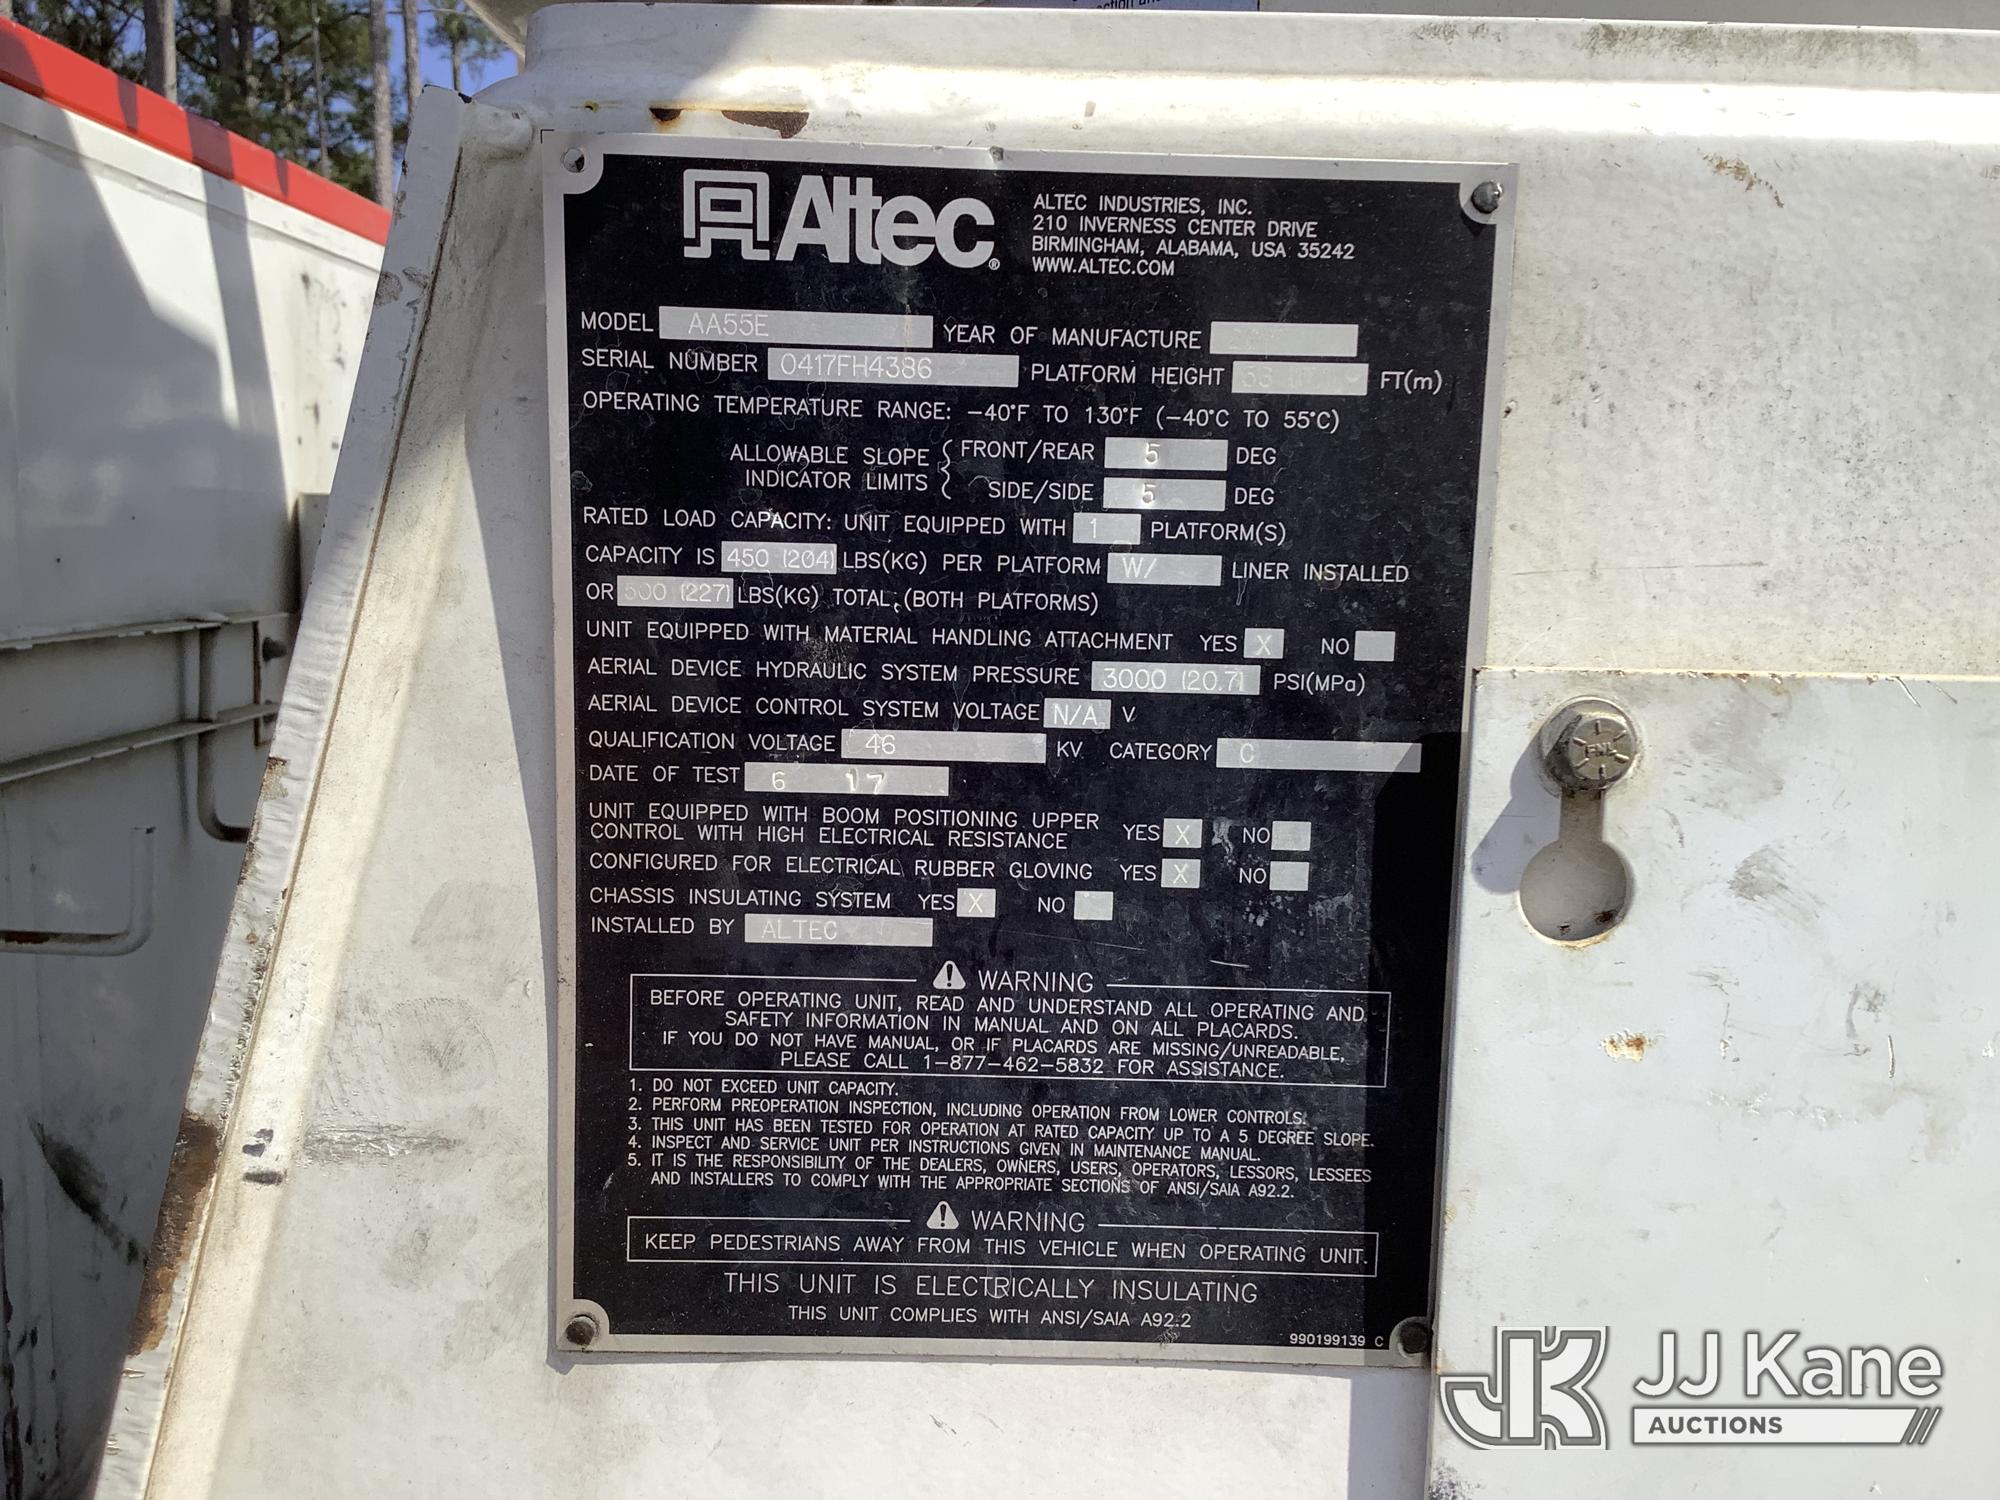 Altec®
ALTEC INDUSTRIES, INC.
210 INVERNESS CENTER DRIVE
BIRMINGHAM, ALABAMA, USA 35242
WWW.ALTEC.COM
MODEL AA55E YEAR OF MANUFACTURE
SERIAL NUMBER 0417FH4386 PLATFORM HEIGHT FT(m)
OPERATING TEMPERATURE RANGE: -40°F TO 130°F (-40°C TO 55°C)
ALLOWABLE SLOPE INDICATOR LIMITS { FRONT/REAR 5 DEG
SIDE/SIDE 5 DEG
RATED LOAD CAPACITY: UNIT EQUIPPED WITH 1 PLATFORM(S)
CAPACITY IS 450 (204) LBS(KG) PER PLATFORM W/ LINER INSTALLED
OR 500 (227) LBS(KG) TOTAL, (BOTH PLATFORMS)
UNIT EQUIPPED WITH MATERIAL HANDLING ATTACHMENT YES X NO
AERIAL DEVICE HYDRAULIC SYSTEM PRESSURE 3000 (20.7) PSI(MPa)
AERIAL DEVICE CONTROL SYSTEM VOLTAGE N/A V
QUALIFICATION VOLTAGE 46 KV CATEGORY C
DATE OF TEST 6 17
UNIT EQUIPPED WITH BOOM POSITIONING UPPER
CONTROL WITH HIGH ELECTRICAL RESISTANCE YES X NO
CONFIGURED FOR ELECTRICAL RUBBER GLOVING YES X NO
CHASSIS INSULATING SYSTEM YES X NO
INSTALLED BY ALTEC
WARNING
BEFORE OPERATING UNIT, READ AND UNDERSTAND ALL OPERATING AND
SAFETY INFORMATION IN MANUAL AND ON ALL PLACARDS.
IF YOU DO NOT HAVE MANUAL, OR IF PLACARDS ARE MISSING/UNREADABLE,
PLEASE CALL 1-877-462-5832 FOR ASSISTANCE.
1. DO NOT EXCEED UNIT CAPACITY.
2. PERFORM PREOPERATION INSPECTION, INCLUDING OPERATION FROM LOWER CONTROLS.
3. THIS UNIT HAS BEEN TESTED FOR OPERATION AT RATED CAPACITY UP TO A 5 DEGREE SLOPE.
4. INSPECT AND SERVICE UNIT PER INSTRUCTIONS GIVEN IN MAINTENANCE MANUAL.
5. IT IS THE RESPONSIBILITY OF THE DEALERS, OWNERS, USERS, OPERATORS, LESSORS, LESSEES
AND INSTALLERS TO COMPLY WITH THE APPROPRIATE SECTIONS OF ANSI/SAIA A92.2.
WARNING
KEEP PEDESTRIANS AWAY FROM THIS VEHICLE WHEN OPERATING UNIT.
THIS UNIT IS ELECTRICALLY INSULATING
THIS UNIT COMPLIES WITH ANSI/SAIA A92.2
990199139 C
JJ Kane
AUCTIONS